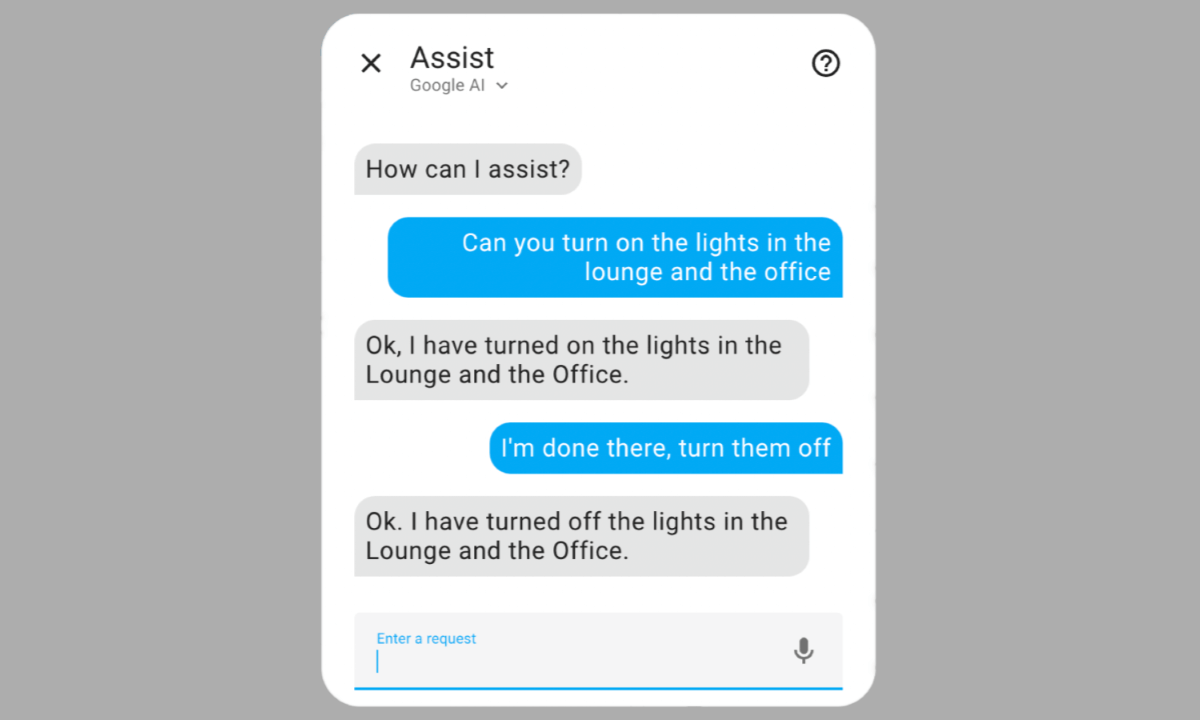 Assist
Google AI
How can I assist?
Can you turn on the lights in the
lounge and the office
Ok, I have turned on the lights in the
Lounge and the Office.
I'm done there, turn them off
Ok. I have turned off the lights in the
Lounge and the Office.
Enter a request